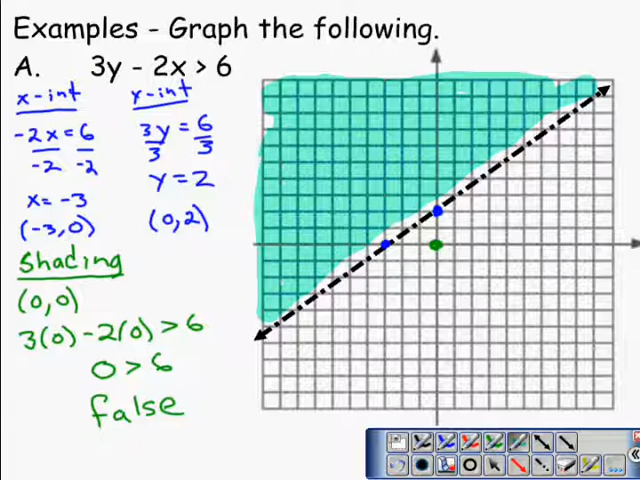 Examples - Graph the following.
A. 3y - 2x > 6
x-int
-2x = 6
-2 -2
x = -3
(-3, 0)
y-int
3y = 6
3 3
y = 2
(0, 2)
Shading
(0, 0)
3(0) - 2(0) > 6
0 > 6
false